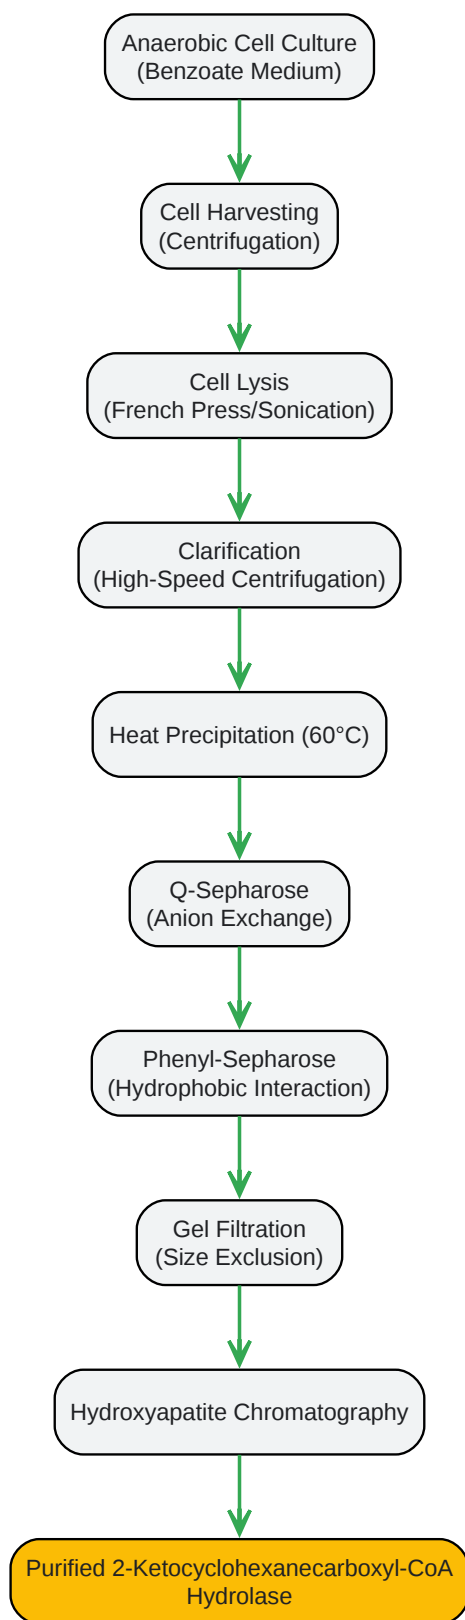 Anaerobic Cell Culture
(Benzoate Medium)
Cell Harvesting
(Centrifugation)
Cell Lysis
(French Press/Sonication)
Clarification
(High-Speed Centrifugation)
Heat Precipitation (60°C)
Q-Sepharose
(Anion Exchange)
Phenyl-Sepharose
(Hydrophobic Interaction)
Gel Filtration
(Size Exclusion)
Hydroxyapatite Chromatography
Purified 2-Ketocyclohexanecarboxyl-CoA
Hydrolase